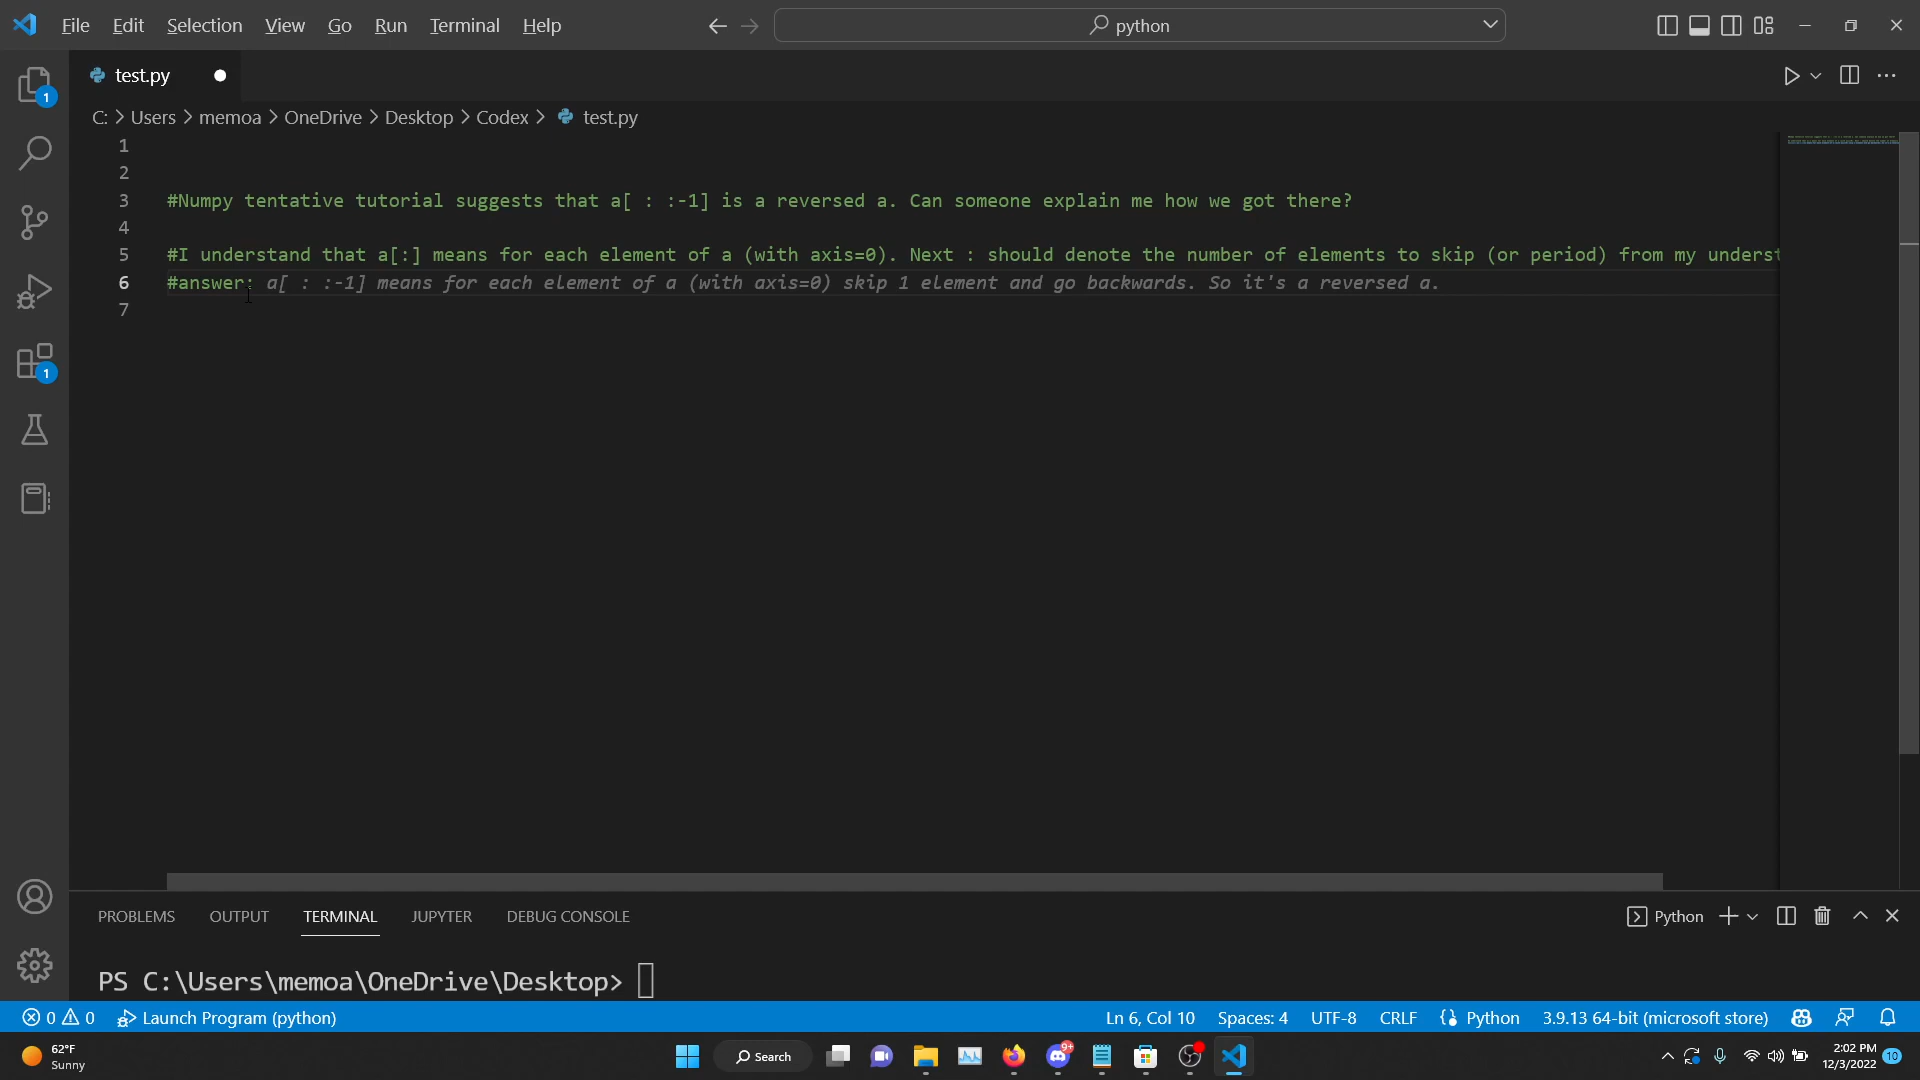 File Edit Selection View Go Run Terminal Help python
test.py
C: > Users > memoa > OneDrive > Desktop > Codex > test.py
1
2
3 #Numpy tentative tutorial suggests that a[ : :-1] is a reversed a. Can someone explain me how we got there?
4
5 #I understand that a[:] means for each element of a (with axis=0). Next : should denote the number of elements to skip (or period) from my underst
6 #answer: a[ : :-1] means for each element of a (with axis=0) skip 1 element and go backwards. So it's a reversed a.
7
1
1
PROBLEMS OUTPUT TERMINAL JUPYTER DEBUG CONSOLE Python
PS C:\Users\memoa\OneDrive\Desktop>
0 0 Launch Program (python) Ln 6, Col 10 Spaces: 4 UTF-8 CRLF Python 3.9.13 64-bit (microsoft store)
62°F
Sunny
Search
9+
2:02 PM
12/3/2022
10